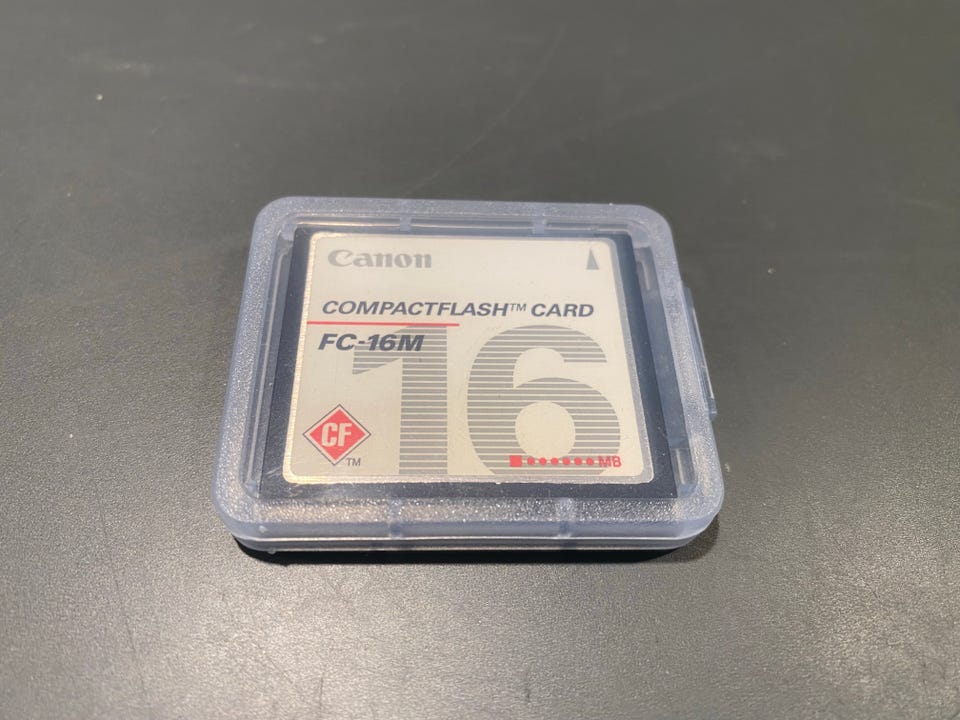 Canon
COMPACTFLASH™ CARD
FC-16M
16
CF
TM
MB